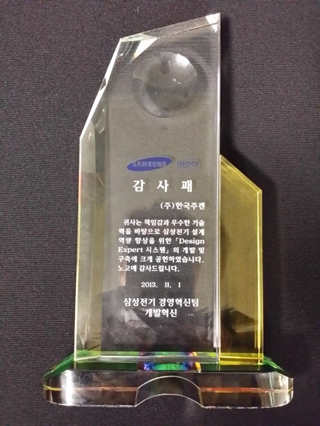 SAMSUNG 삼성전기
감 사 패
(주)한국주켄
귀사는 책임감과 우수한 기술
력을 바탕으로 삼성전기 설계
역량 향상을 위한 「Design
Expert 시스템」의 개발 및
구축에 크게 공헌하였습니다.
노고에 감사드립니다.
2013. 11. 1
삼성전기 경영혁신팀
개발혁신